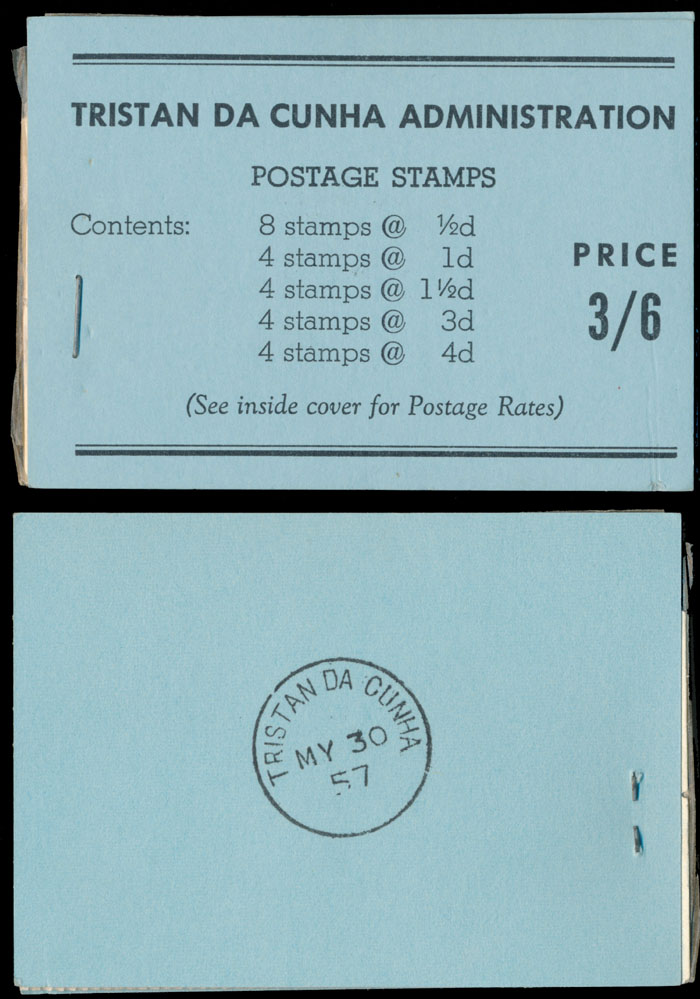 TRISTAN DA CUNHA ADMINISTRATION
POSTAGE STAMPS
Contents: 8 stamps @ ½d
4 stamps @ 1d
4 stamps @ 1½d
4 stamps @ 3d
4 stamps @ 4d
PRICE
3/6
(See inside cover for Postage Rates)
TRISTAN DA CUNHA
MY 30
57